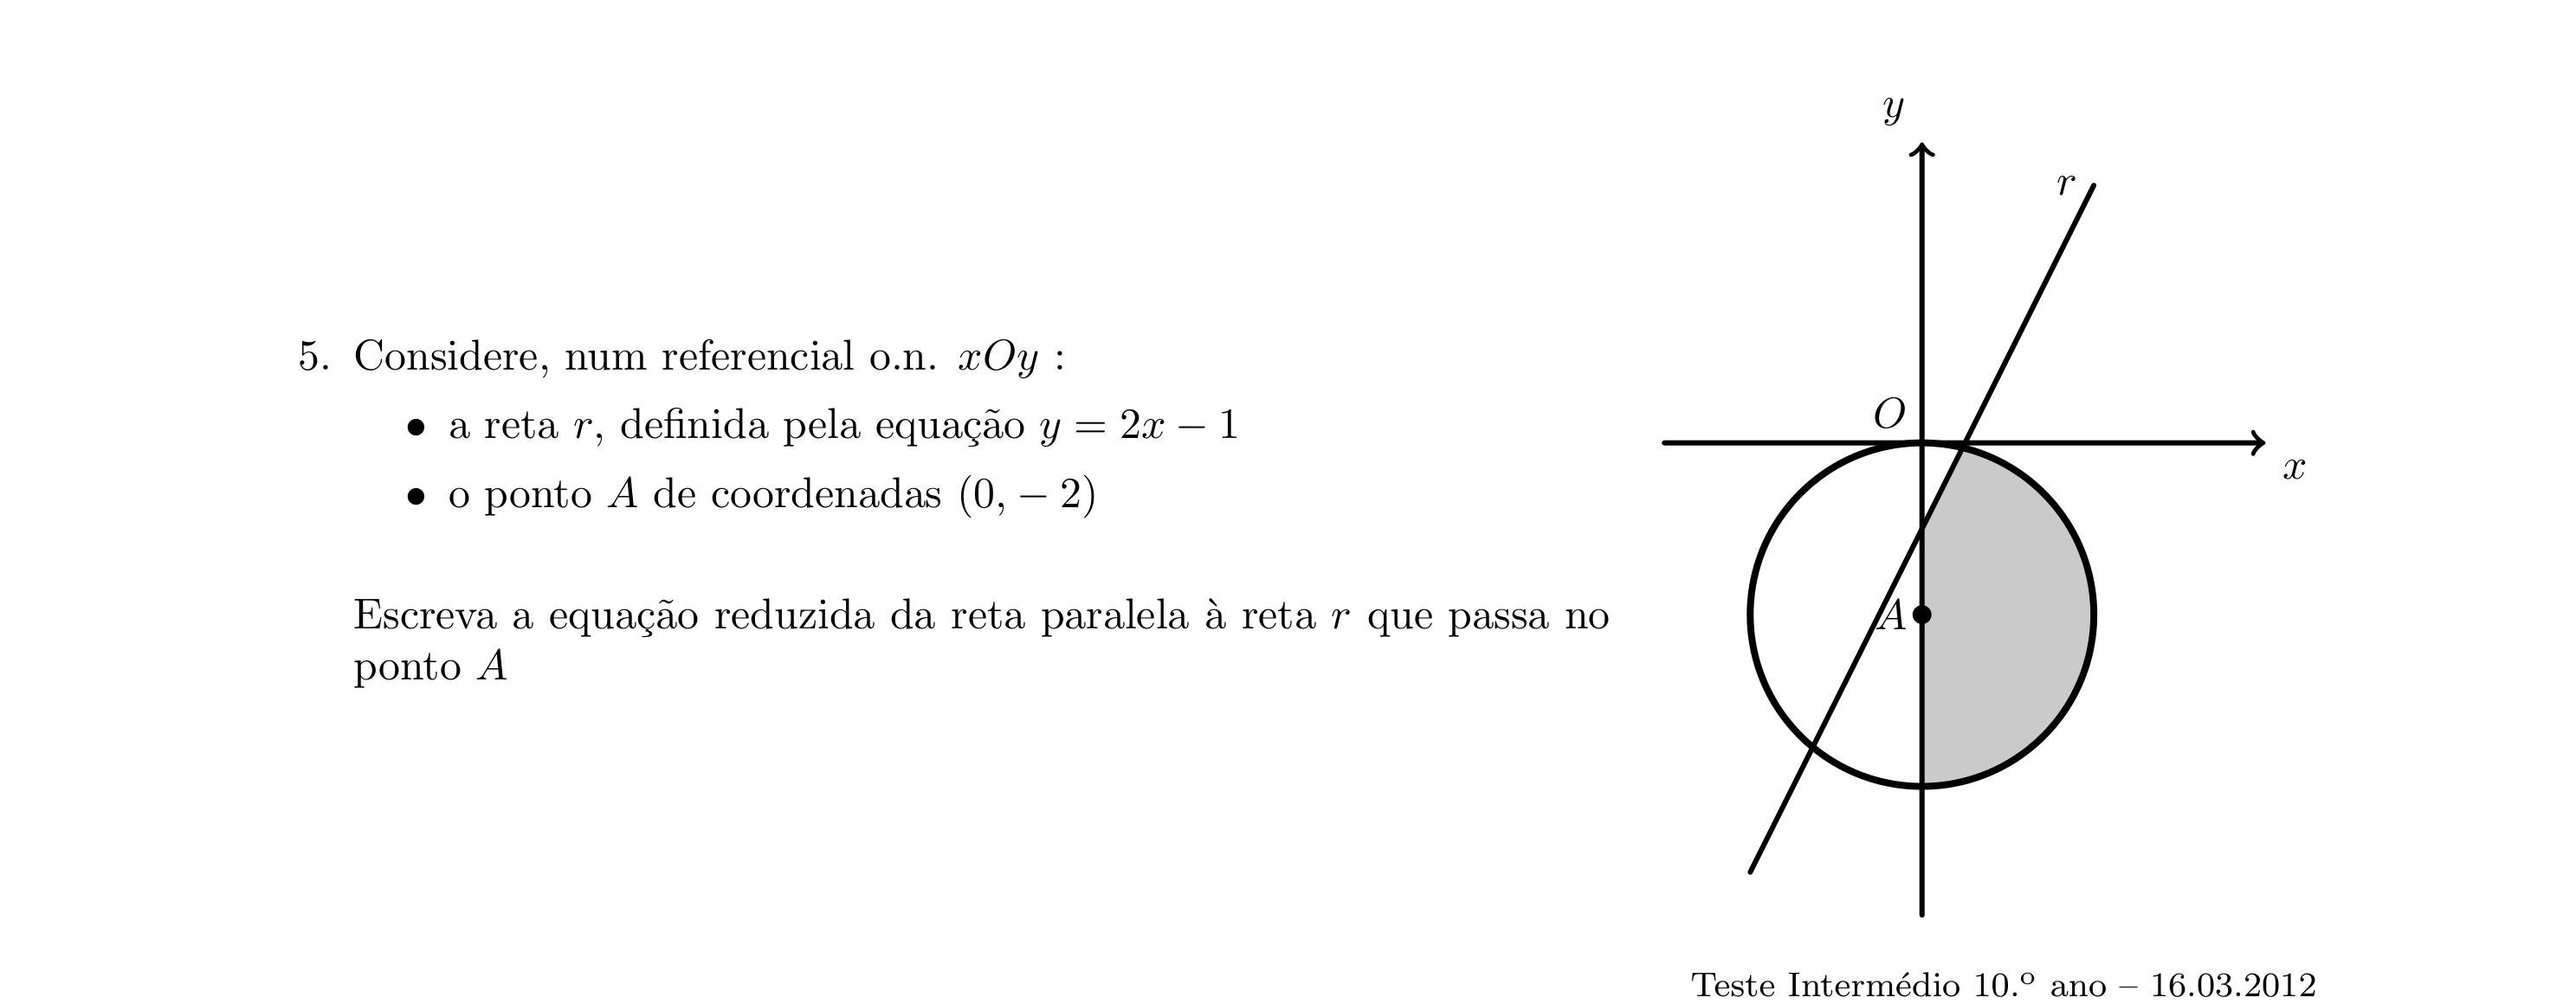 y
r
5. Considere, num referencial o.n. xOy :
O
• a reta r, definida pela equação y = 2x − 1
x
• o ponto A de coordenadas (0, − 2)
Escreva a equação reduzida da reta paralela à reta r que passa no
A
ponto A
Teste Intermédio 10.º ano – 16.03.2012